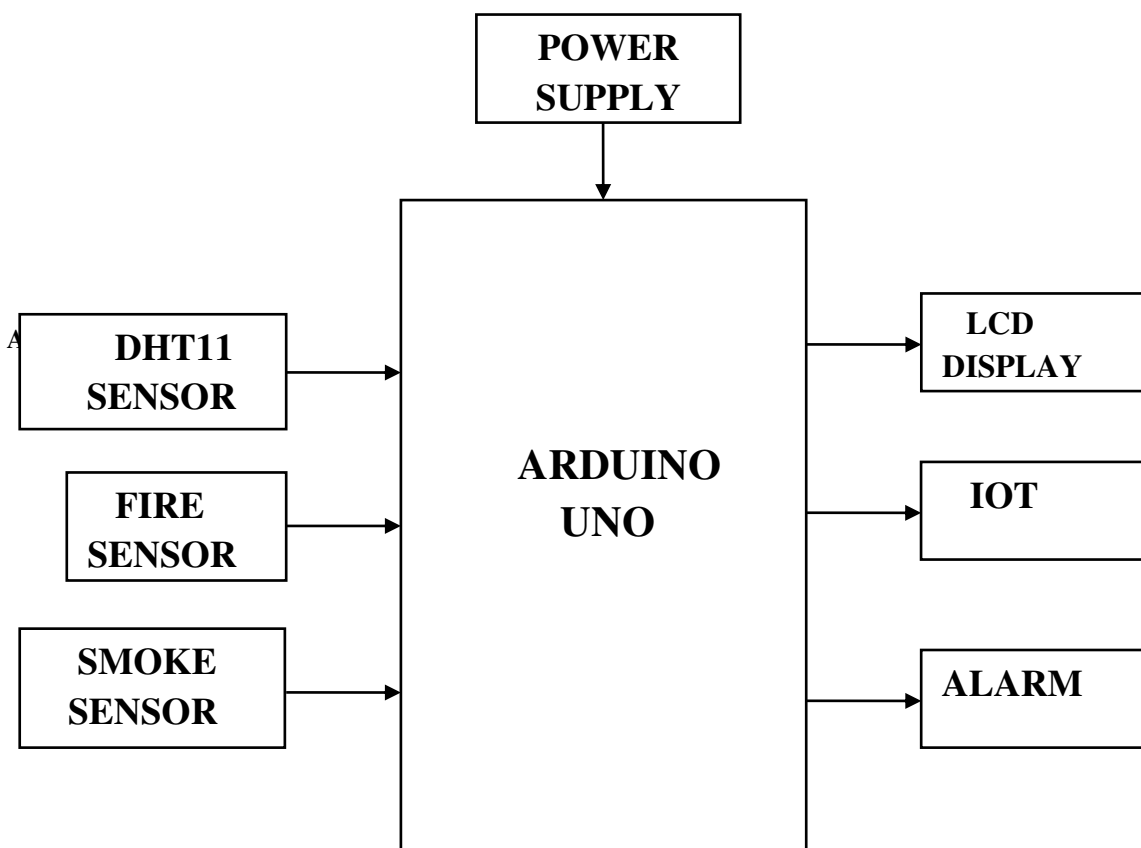 POWER
SUPPLY
DHT11
SENSOR
FIRE
SENSOR
SMOKE
SENSOR
ARDUINO
UNO
LCD
DISPLAY
IOT
ALARM